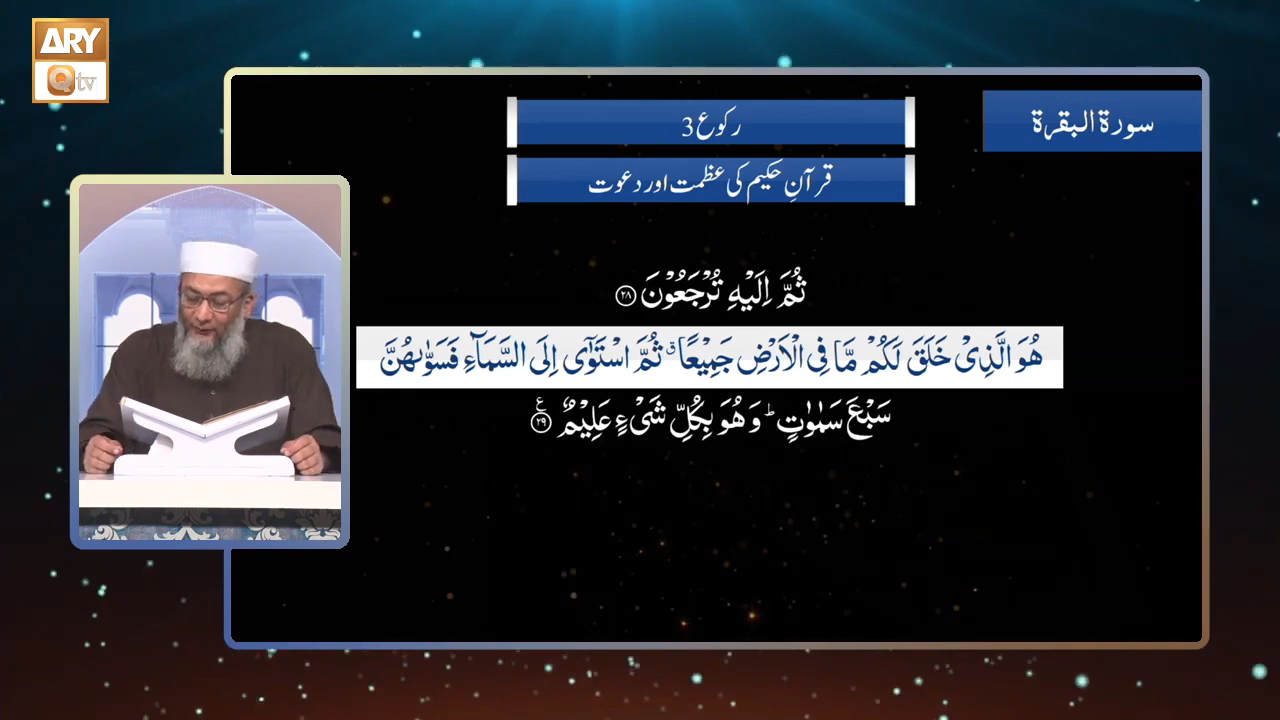 ARY
Qtv
سورۃ البقرۃ
رکوع 3
قرآنِ حکیم کی عظمت اور دعوت
ثُمَّ اِلَیْهِ تُرْجَعُوْنَ ﴿۲۸﴾
هُوَ الَّذِیْ خَلَقَ لَكُمْ مَّا فِی الْاَرْضِ جَمِیْعًاۗ ثُمَّ اسْتَوٰۤی اِلَی السَّمَآءِ فَسَوّٰىهُنَّ
سَبْعَ سَمٰوٰتٍؕ وَ هُوَ بِكُلِّ شَیْءٍ عَلِیْمٌ ﴿۲۹﴾ ع